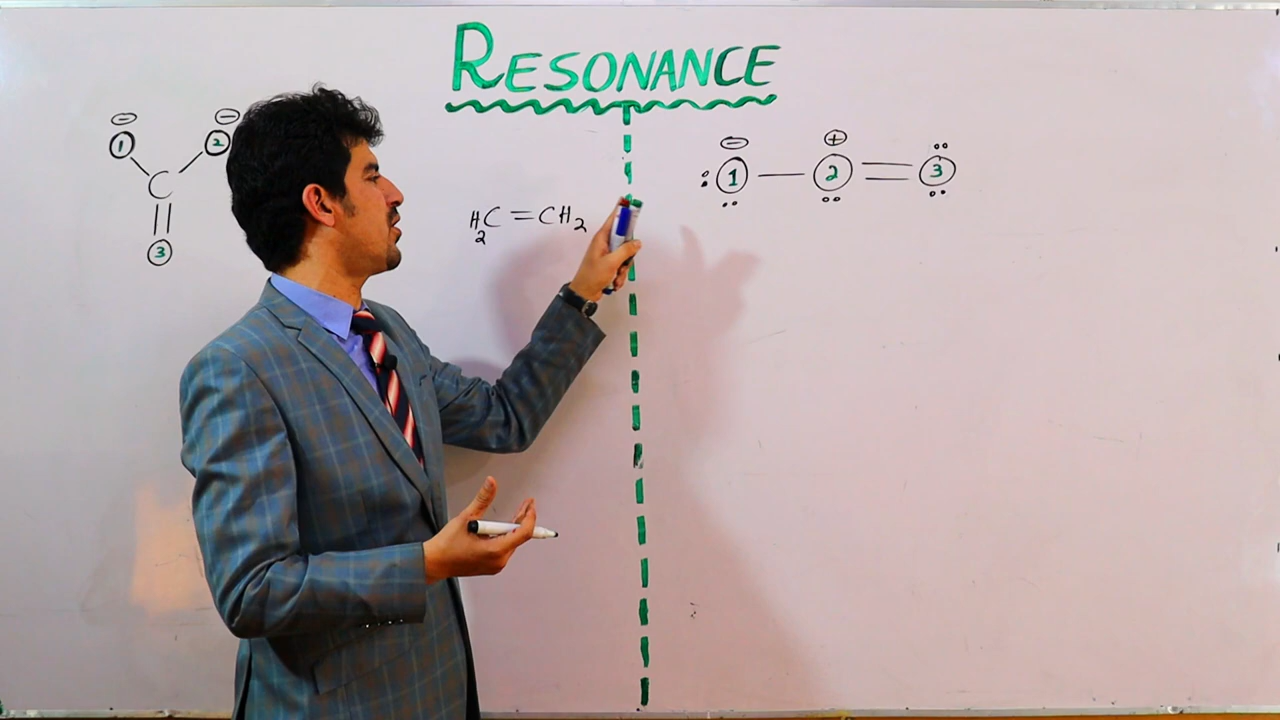 RESONANCE
⊖ ⊖
1 2
C
3
H₂C=CH₂
⊖ ⊕
1 — 2 = 3